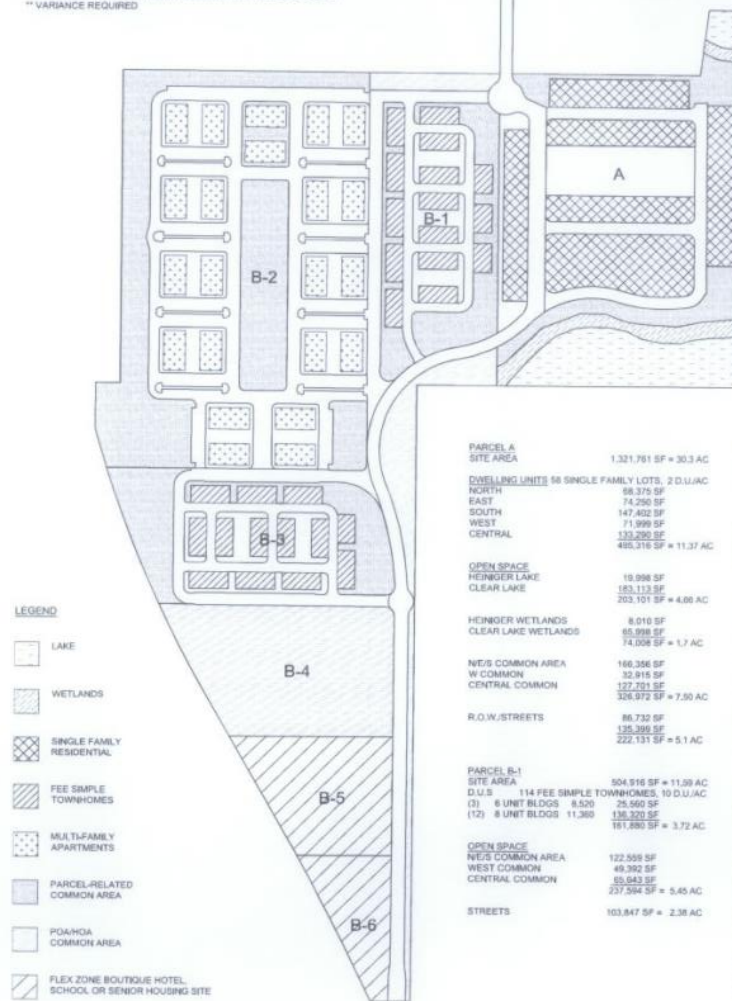 ** VARIANCE REQUIRED
A
B-1
B-2
B-3
B-4
B-5
B-6
LEGEND
LAKE
WETLANDS
SINGLE FAMILY
RESIDENTIAL
FEE SIMPLE
TOWNHOMES
MULTI-FAMILY
APARTMENTS
PARCEL-RELATED
COMMON AREA
POA/HOA
COMMON AREA
FLEX ZONE BOUTIQUE HOTEL,
SCHOOL OR SENIOR HOUSING SITE
PARCEL A
SITE AREA 1,321,761 SF = 30.3 AC
DWELLING UNITS 58 SINGLE FAMILY LOTS, 2 D.U./AC
NORTH 68,375 SF
EAST 74,250 SF
SOUTH 147,402 SF
WEST 71,999 SF
CENTRAL 133,290 SF
495,316 SF = 11.37 AC
OPEN SPACE
HEINIGER LAKE 19,998 SF
CLEAR LAKE 183,113 SF
203,101 SF = 4.66 AC
HEINIGER WETLANDS 8,010 SF
CLEAR LAKE WETLANDS 65,998 SF
74,008 SF = 1.7 AC
N/E/S COMMON AREA 166,356 SF
W COMMON 32,915 SF
CENTRAL COMMON 127,701 SF
326,972 SF = 7.50 AC
R.O.W./STREETS 86,732 SF
135,399 SF
222,131 SF = 5.1 AC
PARCEL B-1
SITE AREA 504,916 SF = 11.59 AC
D.U.S 114 FEE SIMPLE TOWNHOMES, 10 D.U./AC
(3) 6 UNIT BLDGS 8,520 25,560 SF
(12) 8 UNIT BLDGS 11,360 136,320 SF
161,880 SF = 3.72 AC
OPEN SPACE
N/E/S COMMON AREA 122,559 SF
WEST COMMON 49,392 SF
CENTRAL COMMON 65,643 SF
237,594 SF = 5.45 AC
STREETS 103,847 SF = 2.38 AC